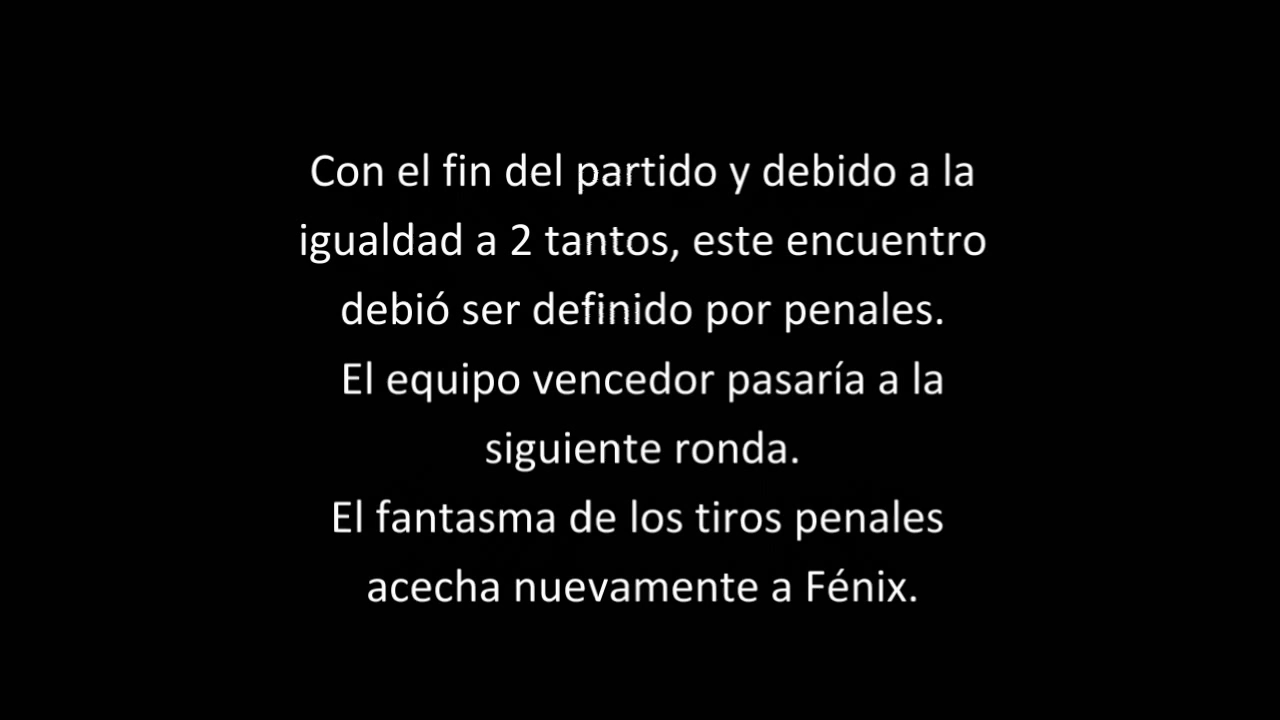 Con el fin del partido y debido a la
igualdad a 2 tantos, este encuentro
debió ser definido por penales.
El equipo vencedor pasaría a la
siguiente ronda.
El fantasma de los tiros penales
acecha nuevamente a Fénix.